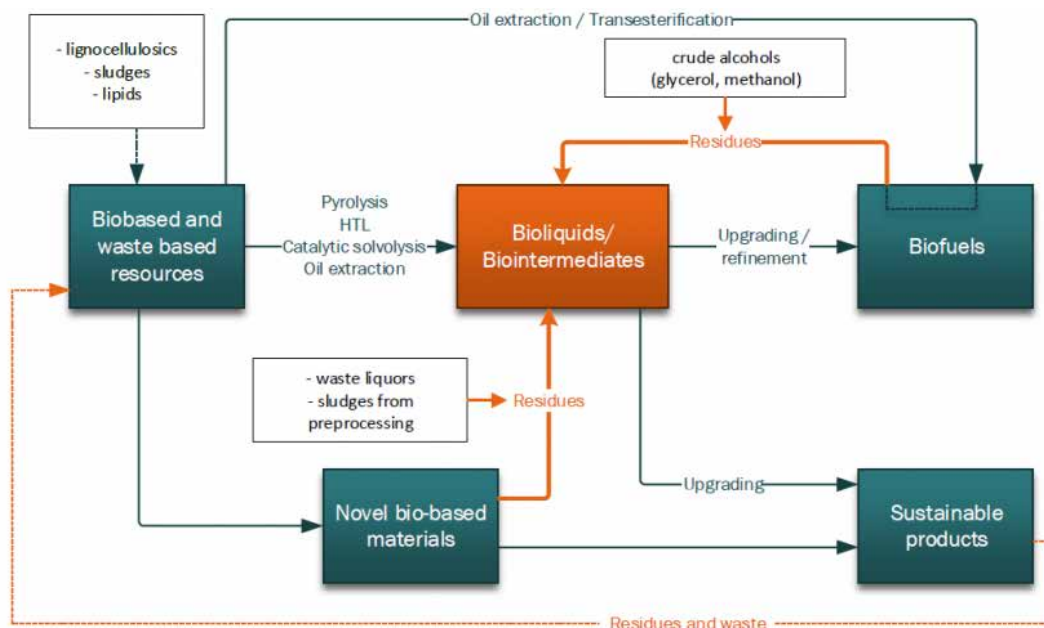 Oil extraction / Transesterification
- lignocellulosics
- sludges
- lipids
crude alcohols
(glycerol, methanol)
Residues
Biobased and
waste based
resources
Pyrolysis
HTL
Catalytic solvolysis
Oil extraction
Bioliquids/
Biointermediates
Upgrading /
refinement
Biofuels
- waste liquors
- sludges from
preprocessing
Residues
Novel bio-based
materials
Upgrading
Sustainable
products
Residues and waste